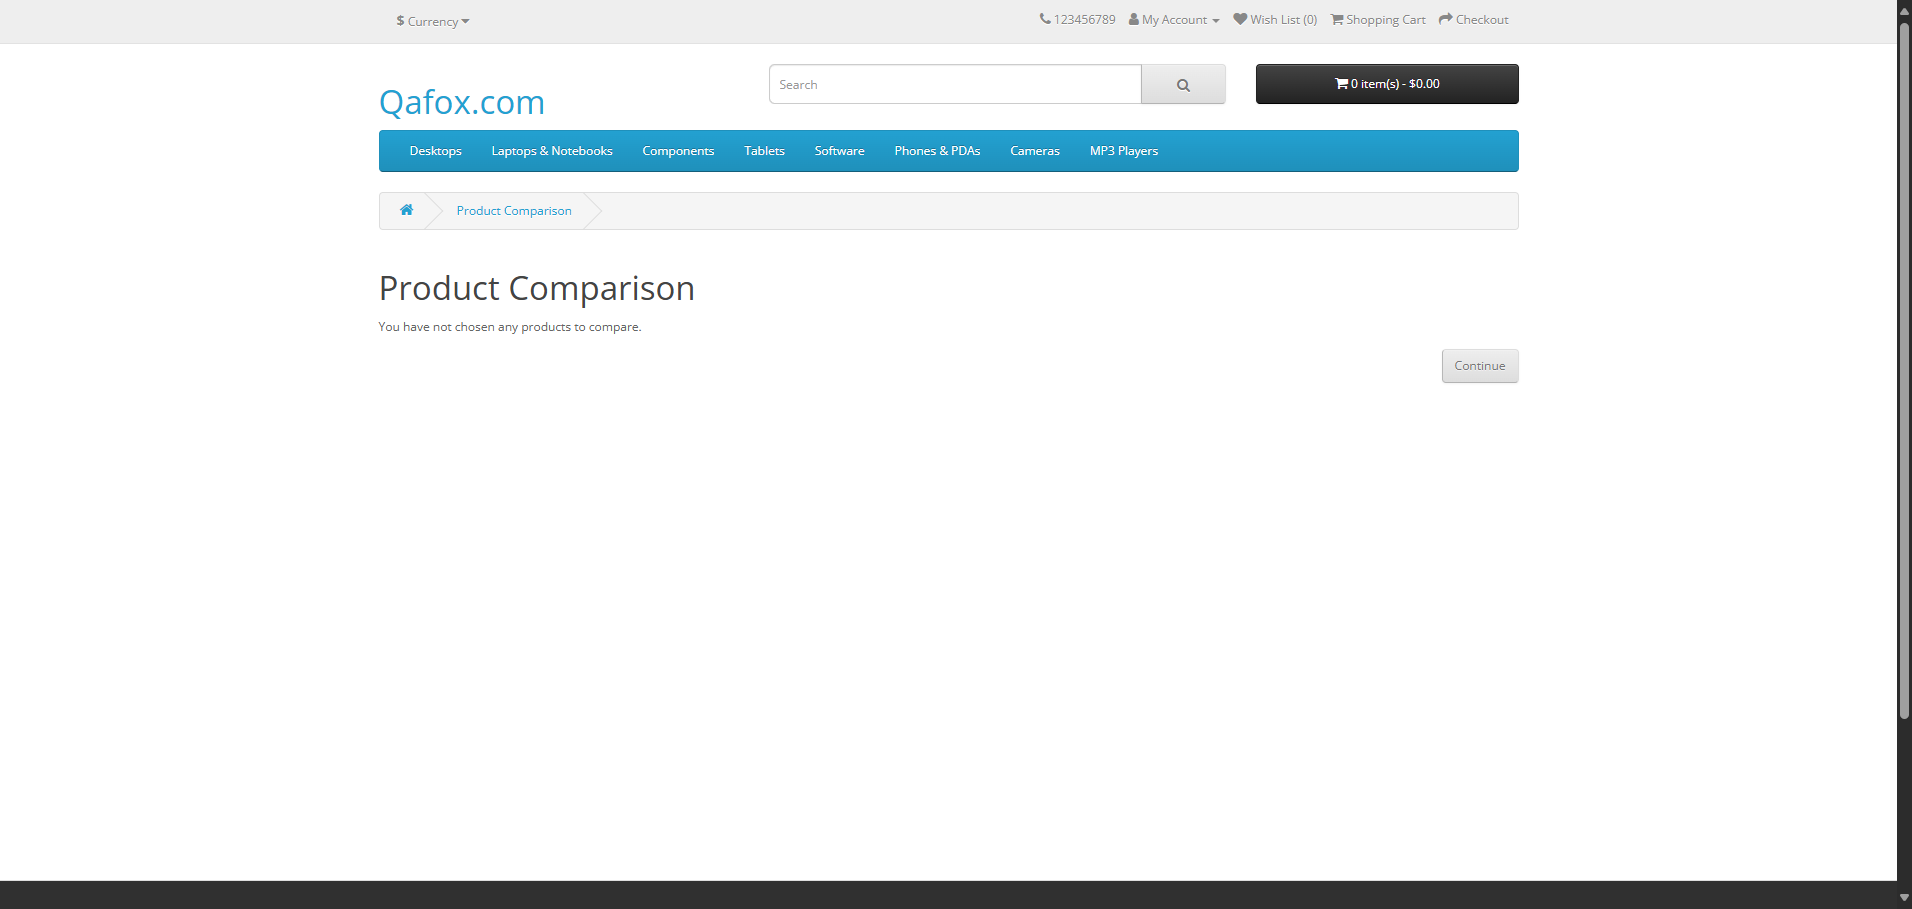 $ Currency
123456789 My Account Wish List (0) Shopping Cart Checkout
Qafox.com
Search
0 item(s) - $0.00
Desktops Laptops & Notebooks Components Tablets Software Phones & PDAs Cameras MP3 Players
Product Comparison
Product Comparison
You have not chosen any products to compare.
Continue